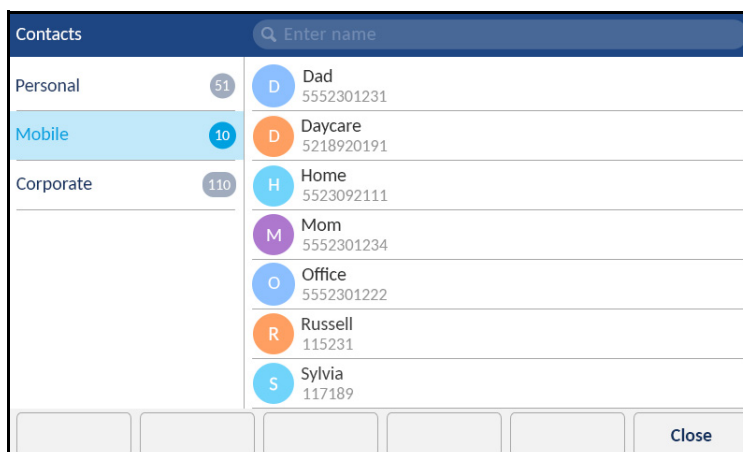 Contacts
Enter name
Personal 51
Mobile 10
Corporate 110
D Dad
5552301231
D Daycare
5218920191
H Home
5523092111
M Mom
5552301234
O Office
5552301222
R Russell
115231
S Sylvia
117189
Close